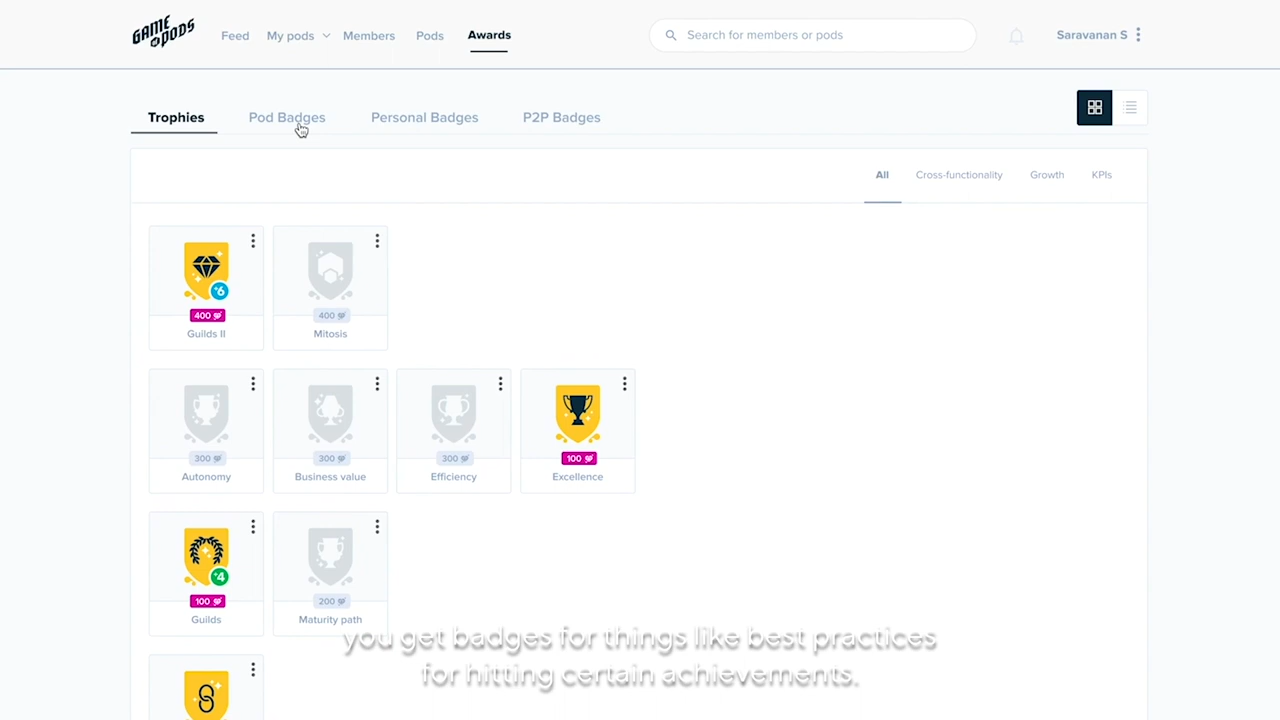 GAME
PODS
Feed
My pods
Members
Pods
Awards
Search for members or pods
Saravanan S
Trophies
Pod Badges
Personal Badges
P2P Badges
All
Cross-functionality
Growth
KPIs
+6
400
Guilds II
400
Mitosis
300
Autonomy
300
Business value
300
Efficiency
100
Excellence
+4
100
Guilds
200
Maturity path
you get badges for things like best practices
for hitting certain achievements.